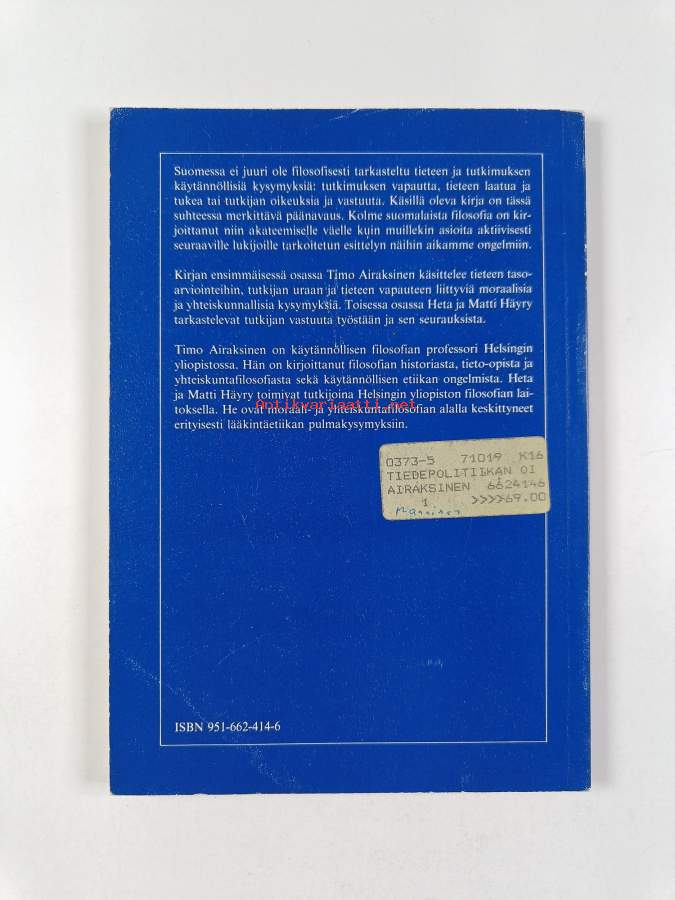 Suomessa ei juuri ole filosofisesti tarkasteltu tieteen ja tutkimuksen
käytännöllisiä kysymyksiä: tutkimuksen vapautta, tieteen laatua ja
tukea tai tutkijan oikeuksia ja vastuuta. Käsillä oleva kirja on tässä
suhteessa merkittävä päänavaus. Kolme suomalaista filosofia on kir-
joittanut niin akateemiselle väelle kuin muillekin asioita aktiivisesti
seuraaville lukijoille tarkoitetun esittelyn näihin aikamme ongelmiin.
Kirjan ensimmäisessä osassa Timo Airaksinen käsittelee tieteen taso-
arviointeihin, tutkijan uraan ja tieteen vapauteen liittyviä moraalisia
ja yhteiskunnallisia kysymyksiä. Toisessa osassa Heta ja Matti Häyry
tarkastelevat tutkijan vastuuta työstään ja sen seurauksista.
Timo Airaksinen on käytännöllisen filosofian professori Helsingin
yliopistossa. Hän on kirjoittanut filosofian historiasta, tieto-opista ja
yhteiskuntafilosofiasta sekä käytännöllisen etiikan ongelmista. Heta
ja Matti Häyry toimivat tutkijoina Helsingin yliopiston filosofian lai-
toksella. He ovat moraali- ja yhteiskuntafilosofian alalla keskittyneet
erityisesti lääkintäetiikan pulmakysymyksiin.
Antikvariaatti.net
0373-5 71019 K16
TIEDEPOLITIIKAN OI
AIRAKSINEN 6624146
1 >>>>69.00
ISBN 951-662-414-6